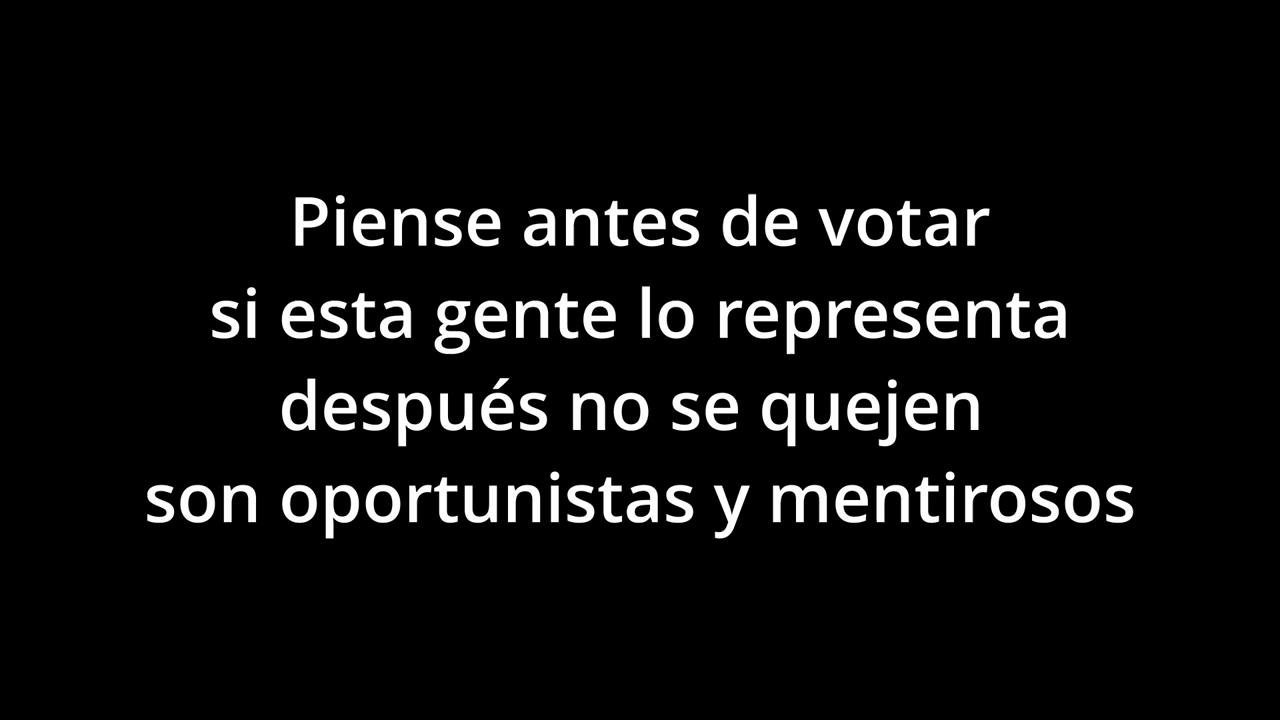 Piense antes de votar
si esta gente lo representa
después no se quejen
son oportunistas y mentirosos